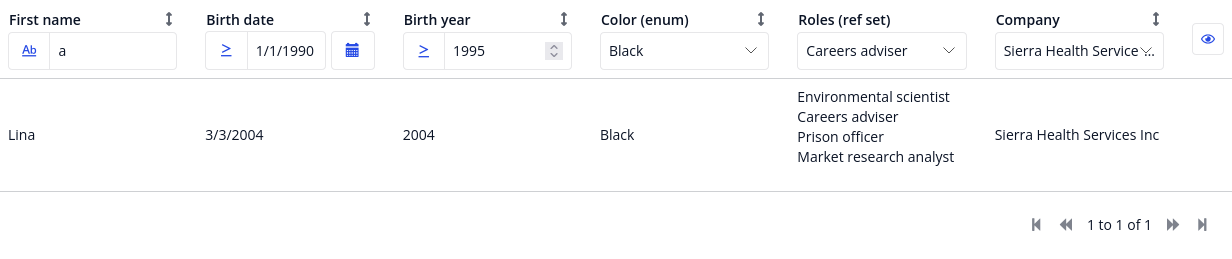 First name Birth date Birth year Color (enum) Roles (ref set) Company
Ab a ≥ 1/1/1990 ≥ 1995 Black Careers adviser Sierra Health Service ...
Environmental scientist
Careers adviser
Lina 3/3/2004 2004 Black Sierra Health Services Inc
Prison officer
Market research analyst
1 to 1 of 1